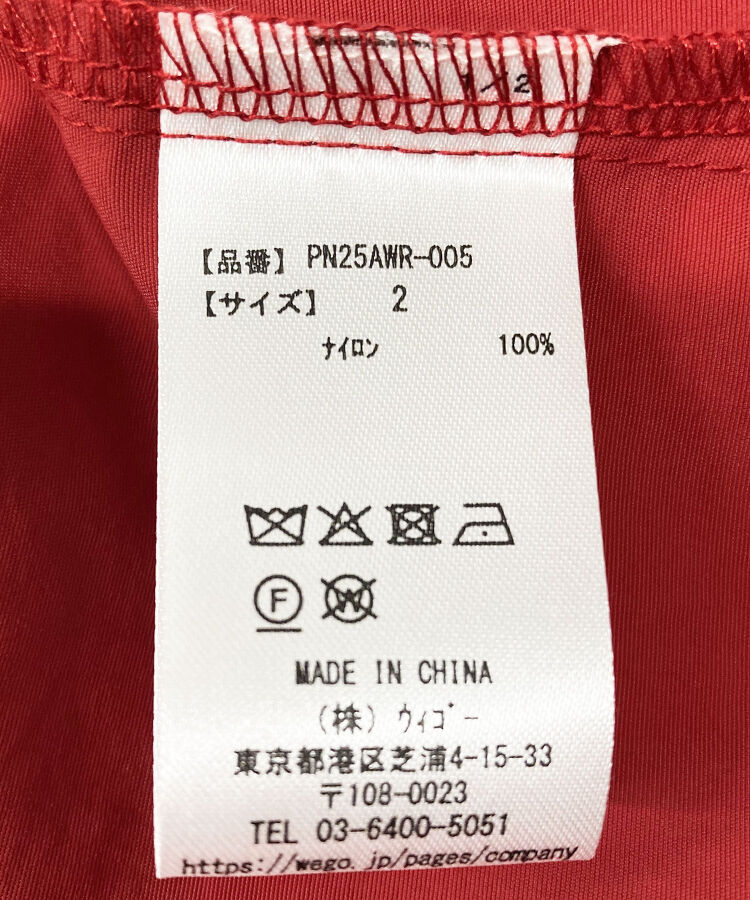 1/2
【品番】 PN25AWR-005
【サイズ】 2
ﾅｲﾛﾝ 100%
F
W
MADE IN CHINA
(株)ｳｨｺﾞｰ
東京都港区芝浦4-15-33
〒108-0023
TEL 03-6400-5051
https://wego.jp/pages/company